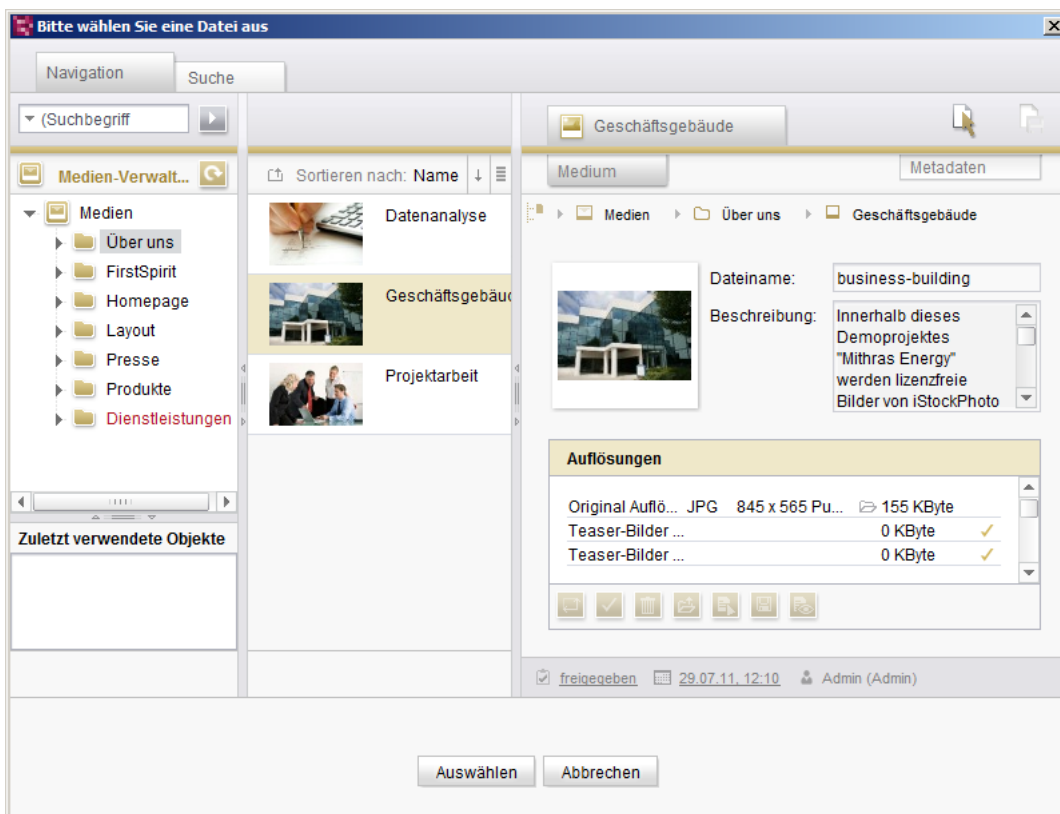 Bitte wählen Sie eine Datei aus
Navigation
Suche
(Suchbegriff
Medien-Verwalt...
Medien
Über uns
FirstSpirit
Homepage
Layout
Presse
Produkte
Dienstleistungen
Zuletzt verwendete Objekte
Sortieren nach: Name
Datenanalyse
Geschäftsgebäud
Projektarbeit
Geschäftsgebäude
Medium
Metadaten
Medien Über uns Geschäftsgebäude
Dateiname: business-building
Beschreibung: Innerhalb dieses
Demoprojektes
"Mithras Energy"
werden lizenzfreie
Bilder von iStockPhoto
Auflösungen
Original Auflö... JPG 845 x 565 Pu... 155 KByte
Teaser-Bilder ... 0 KByte
Teaser-Bilder ... 0 KByte
freigegeben 29.07.11, 12:10 Admin (Admin)
Auswählen Abbrechen